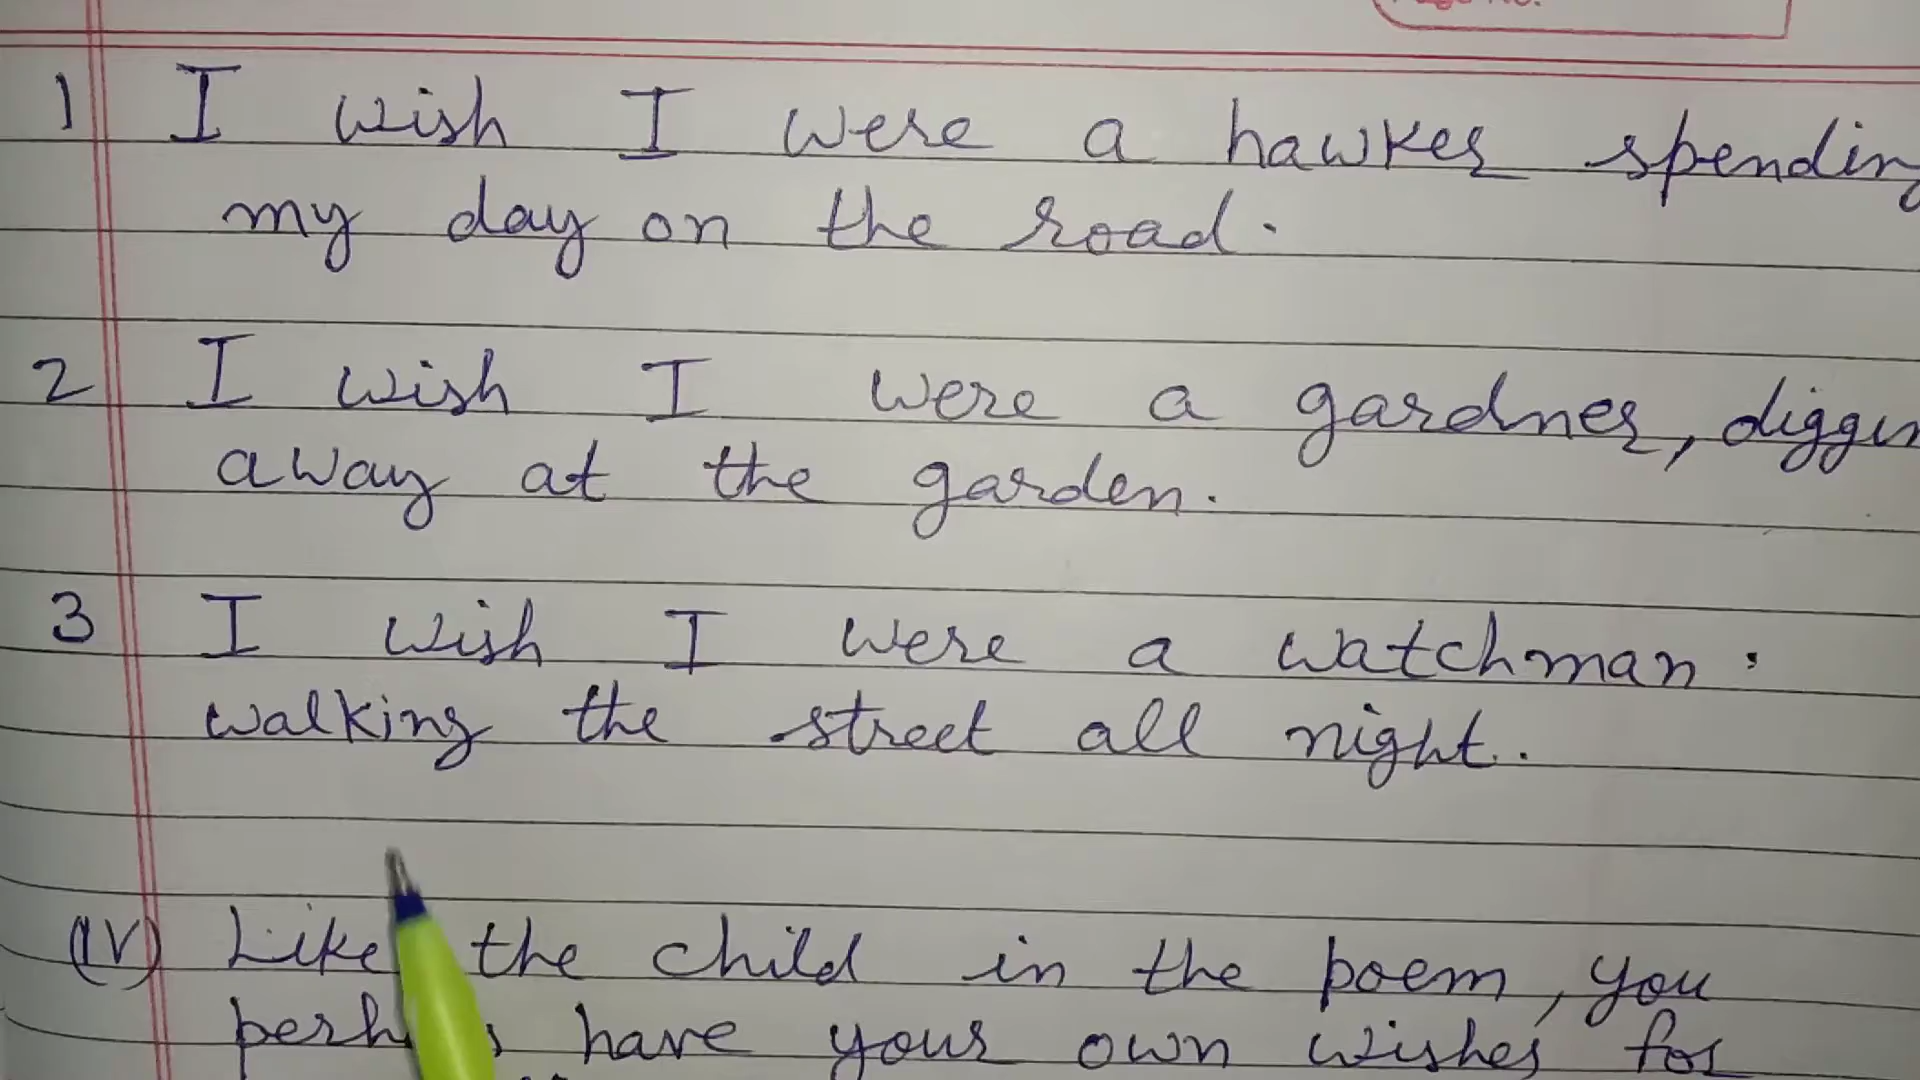 1 I wish I were a hawker spending
my day on the road.
2 I wish I were a gardner, diggin
away at the garden.
3 I wish I were a watchman.
walking the street all night.
(IV) Like the child in the poem, you
have your own wishes for